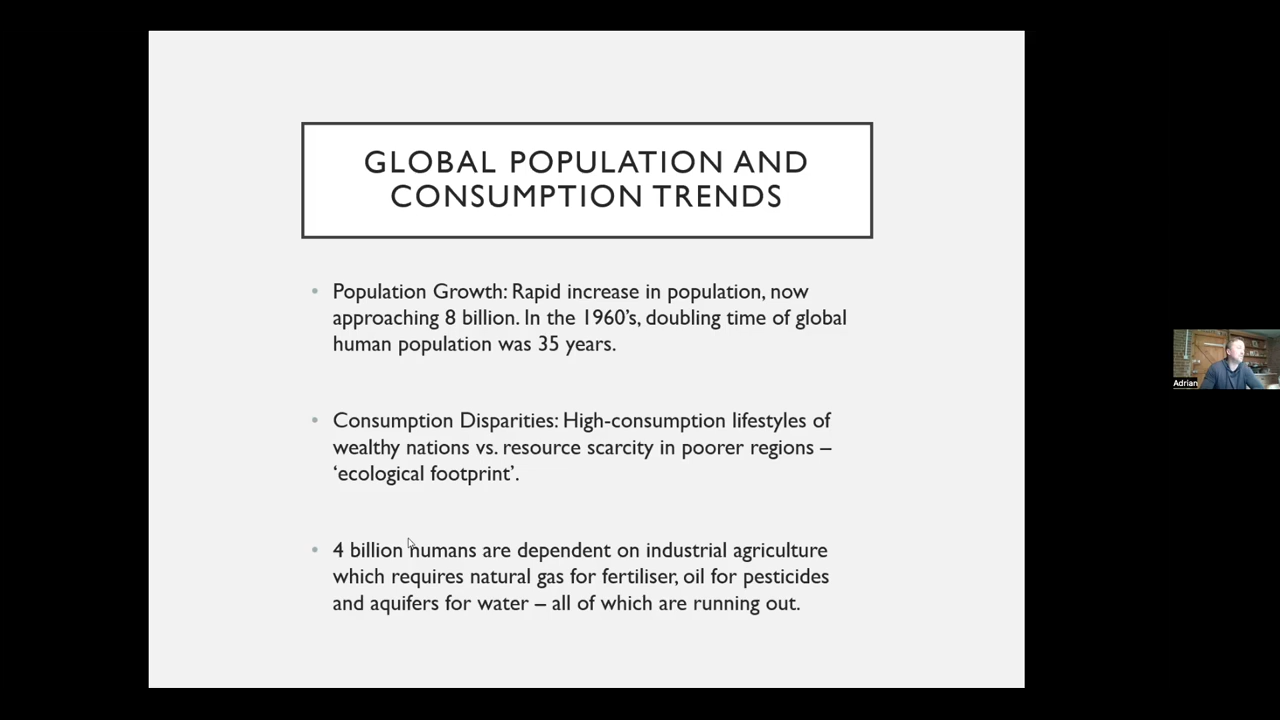 GLOBAL POPULATION AND
CONSUMPTION TRENDS
• Population Growth: Rapid increase in population, now
approaching 8 billion. In the 1960’s, doubling time of global
human population was 35 years.
• Consumption Disparities: High-consumption lifestyles of
wealthy nations vs. resource scarcity in poorer regions –
‘ecological footprint’.
• 4 billion humans are dependent on industrial agriculture
which requires natural gas for fertiliser, oil for pesticides
and aquifers for water – all of which are running out.
Adrian